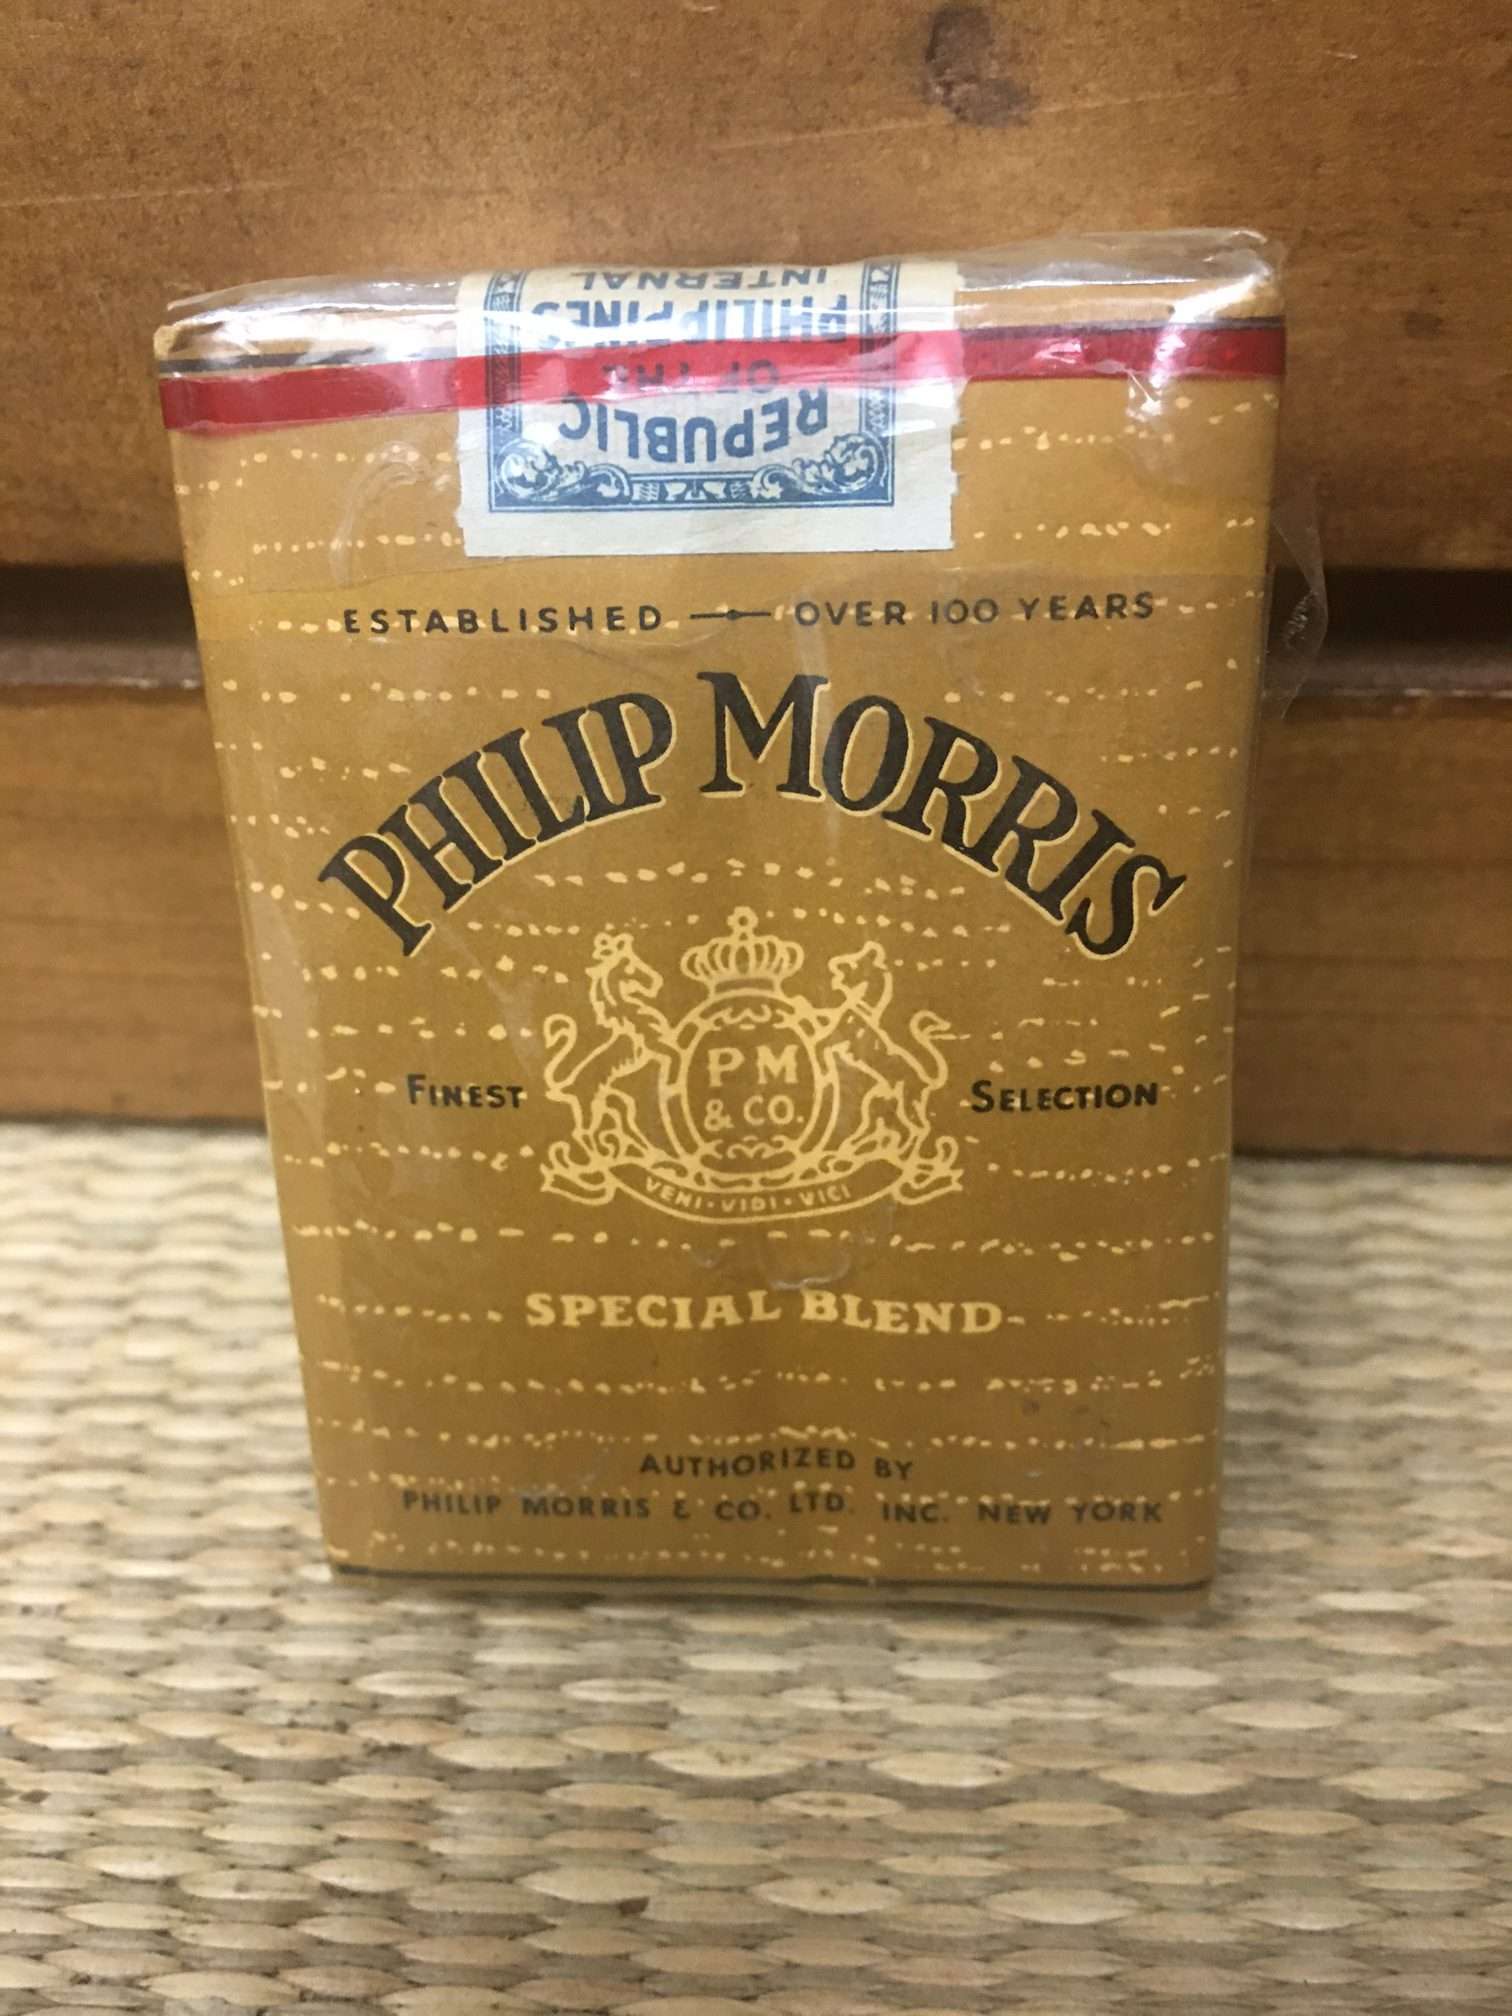 REPUBLIC
OF THE
PHILIPPINES
INTERNAL
ESTABLISHED OVER 100 YEARS
PHILIP MORRIS
PM
& CO.
FINEST SELECTION
VENI · VIDI · VICI
SPECIAL BLEND
AUTHORIZED BY
PHILIP MORRIS & CO. LTD. INC. NEW YORK